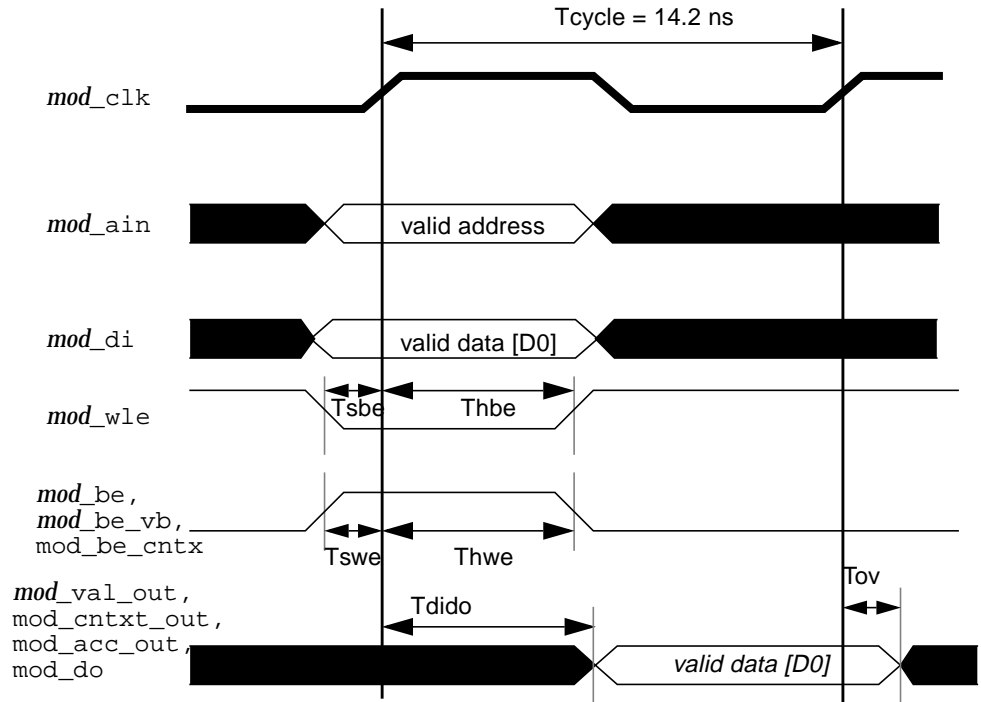 Tcycle = 14.2 ns
mod_clk
mod_ain
valid address
mod_di
valid data [D0]
Tsbe
Thbe
mod_wle
mod_be,
mod_be_vb,
mod_be_cntx
Tswe
Thwe
Tov
mod_val_out,
mod_cntxt_out,
mod_acc_out,
mod_do
Tdido
valid data [D0]